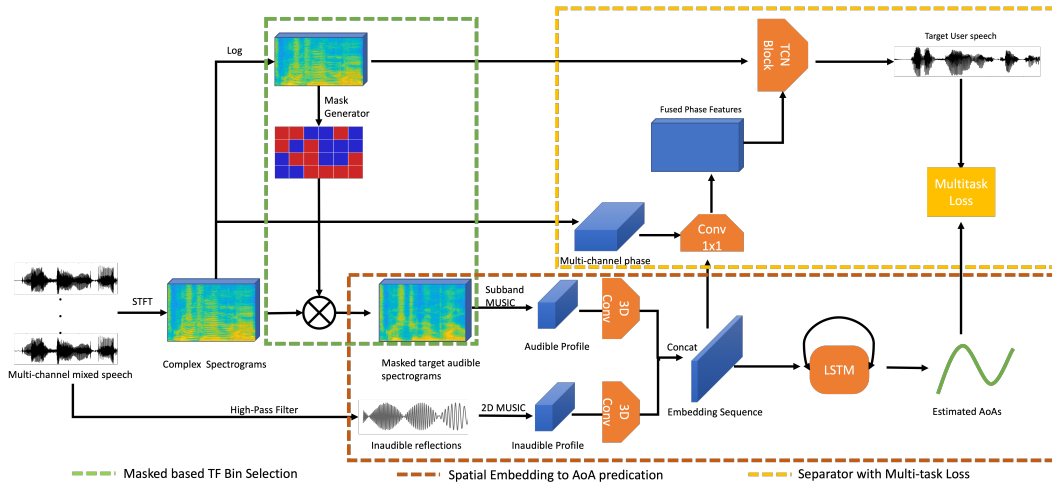 Log
Mask
Generator
TCN
Block
Target User speech
Fused Phase Features
Multitask
Loss
Conv
1x1
Multi-channel phase
STFT
Complex Spectrograms
Multi-channel mixed speech
Subband
MUSIC
3D
Conv
Audible Profile
Masked target audible
spectrograms
Concat
Embedding Sequence
LSTM
Estimated AoAs
High-Pass Filter
Inaudible reflections
2D MUSIC
Inaudible Profile
3D
Conv
Masked based TF Bin Selection
Spatial Embedding to AoA predication
Separator with Multi-task Loss